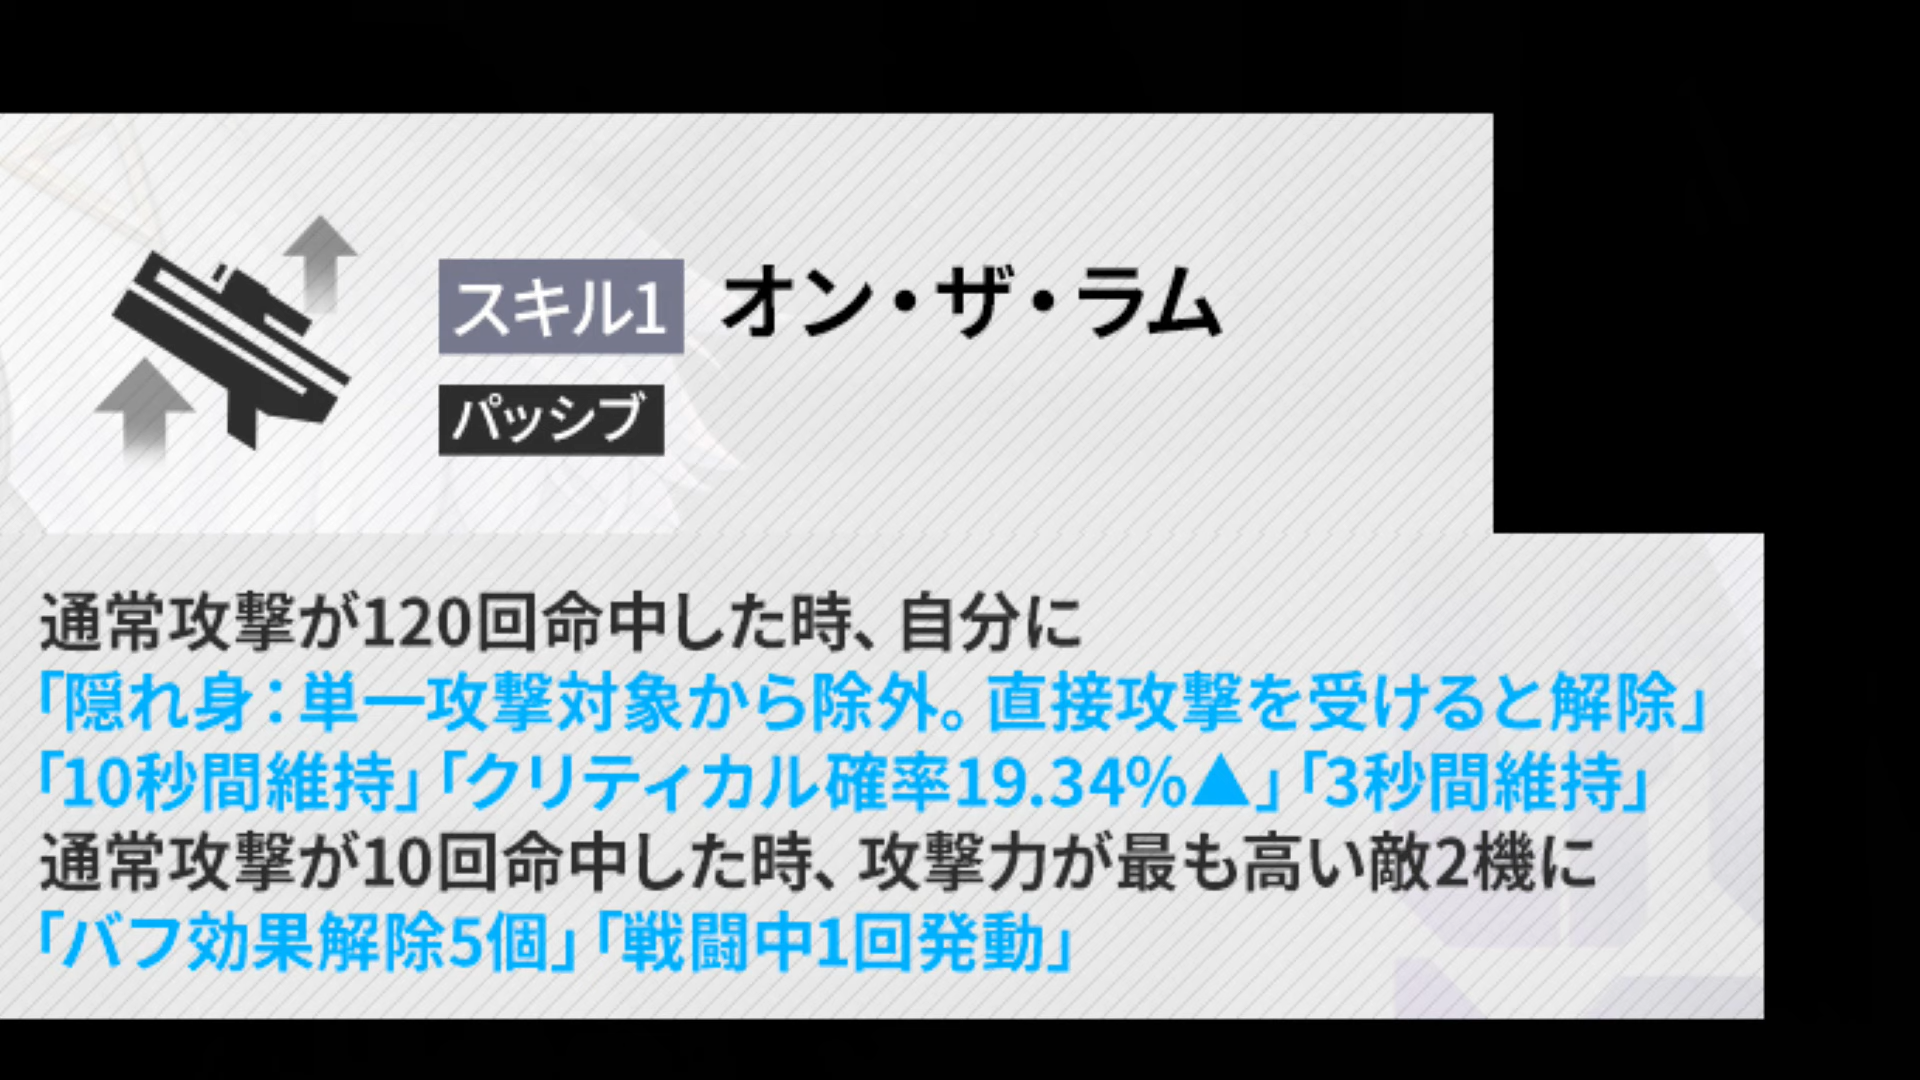 スキル1 オン・ザ・ラム
パッシブ
通常攻撃が120回命中した時、自分に
「隠れ身：単一攻撃対象から除外。直接攻撃を受けると解除」
「10秒間維持」「クリティカル確率19.34%▲」「3秒間維持」
通常攻撃が10回命中した時、攻撃力が最も高い敵2機に
「バフ効果解除5個」「戦闘中1回発動」